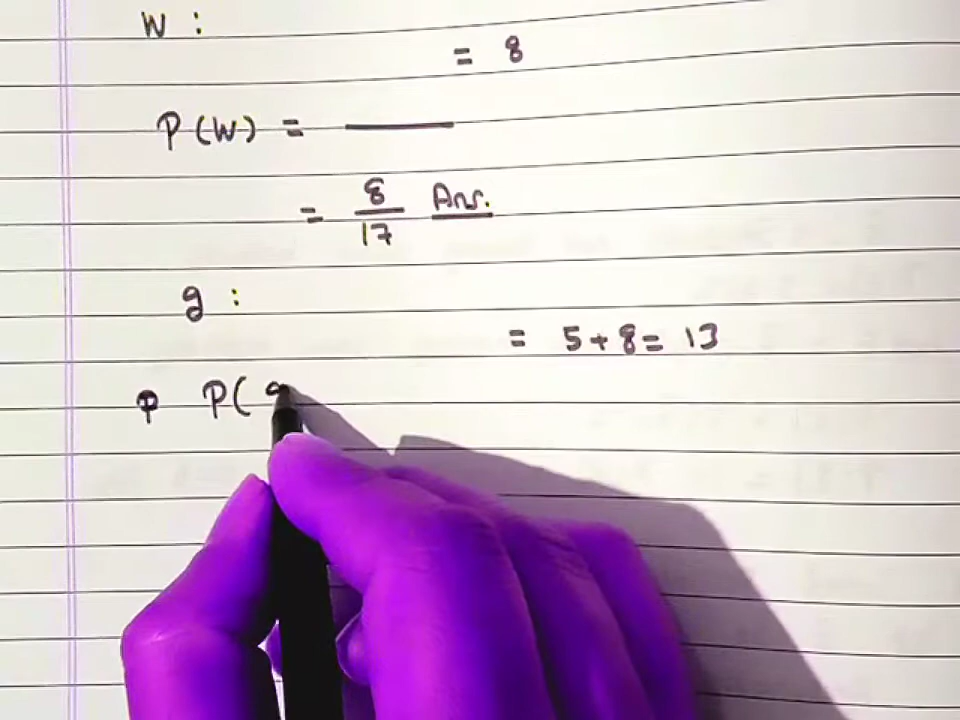 W :
= 8
P(W) =
= 8/17 Ans.
g :
= 5+8= 13
P P(